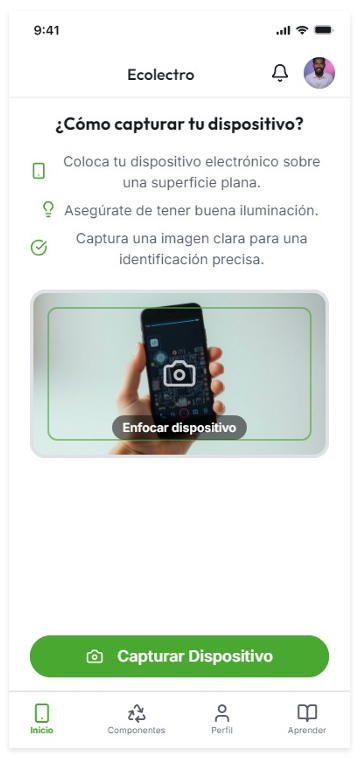 9:41
Ecolectro
¿Cómo capturar tu dispositivo?
Coloca tu dispositivo electrónico sobre
una superficie plana.
Asegúrate de tener buena iluminación.
Captura una imagen clara para una
identificación precisa.
Enfocar dispositivo
Capturar Dispositivo
Inicio
Componentes
Perfil
Aprender